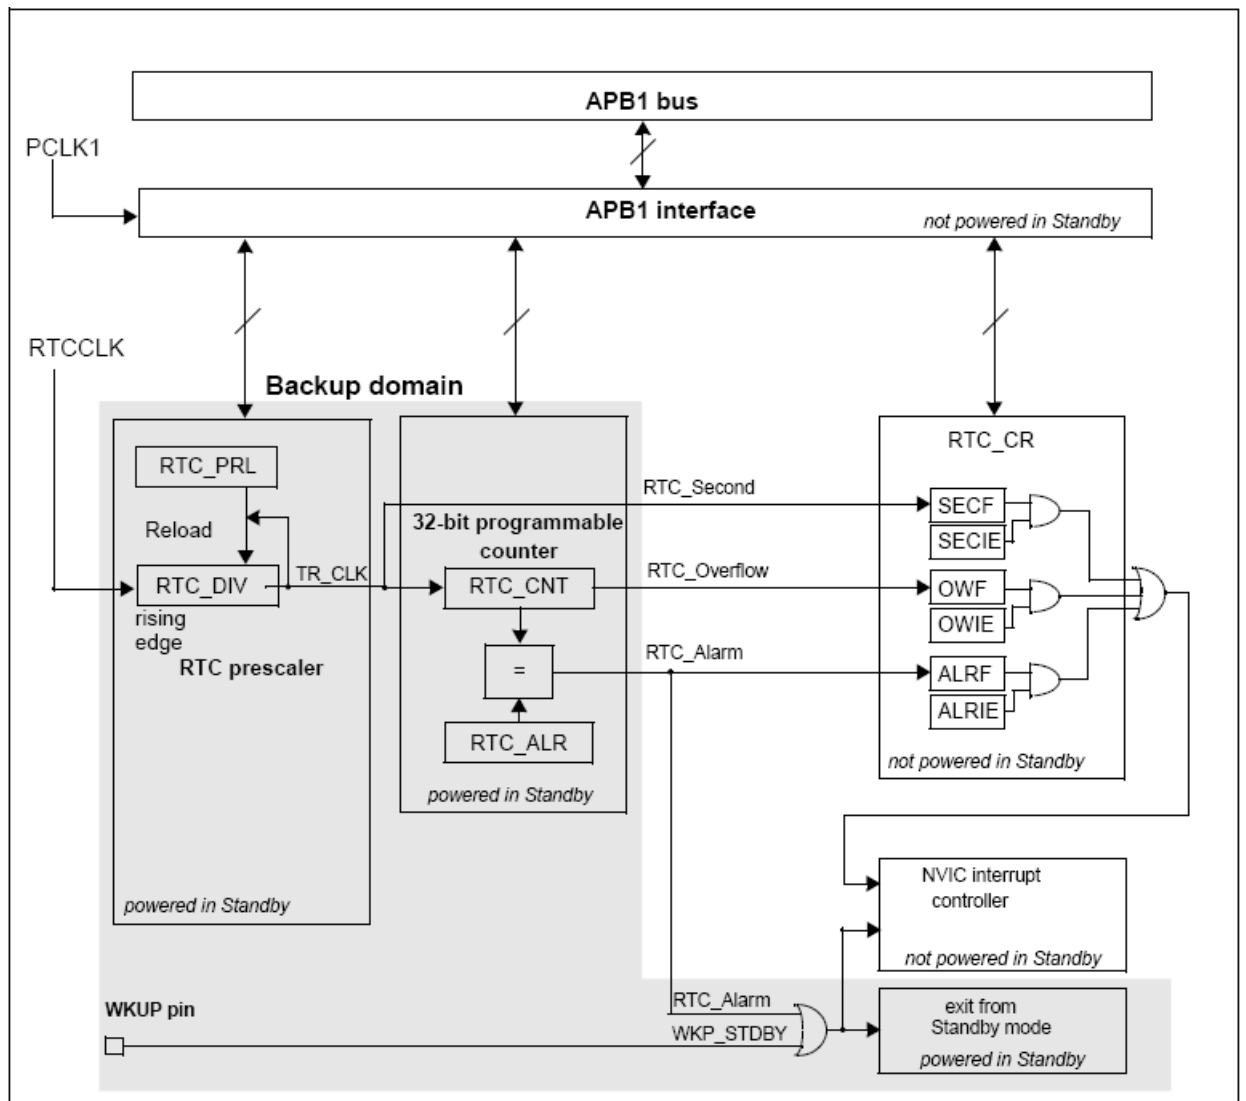 APB1 bus
PCLK1
APB1 interface
not powered in Standby
RTCCLK
Backup domain
RTC_CR
RTC_PRL
RTC_Second
SECF
32-bit programmable
counter
Reload
SECIE
TR_CLK
RTC_Overflow
RTC_DIV
RTC_CNT
OWF
rising
edge
OWIE
RTC prescaler
RTC_Alarm
=
ALRF
ALRIE
RTC_ALR
not powered in Standby
powered in Standby
NVIC interrupt
controller
powered in Standby
not powered in Standby
WKUP pin
RTC_Alarm
exit from
Standby mode
WKP_STDBY
powered in Standby